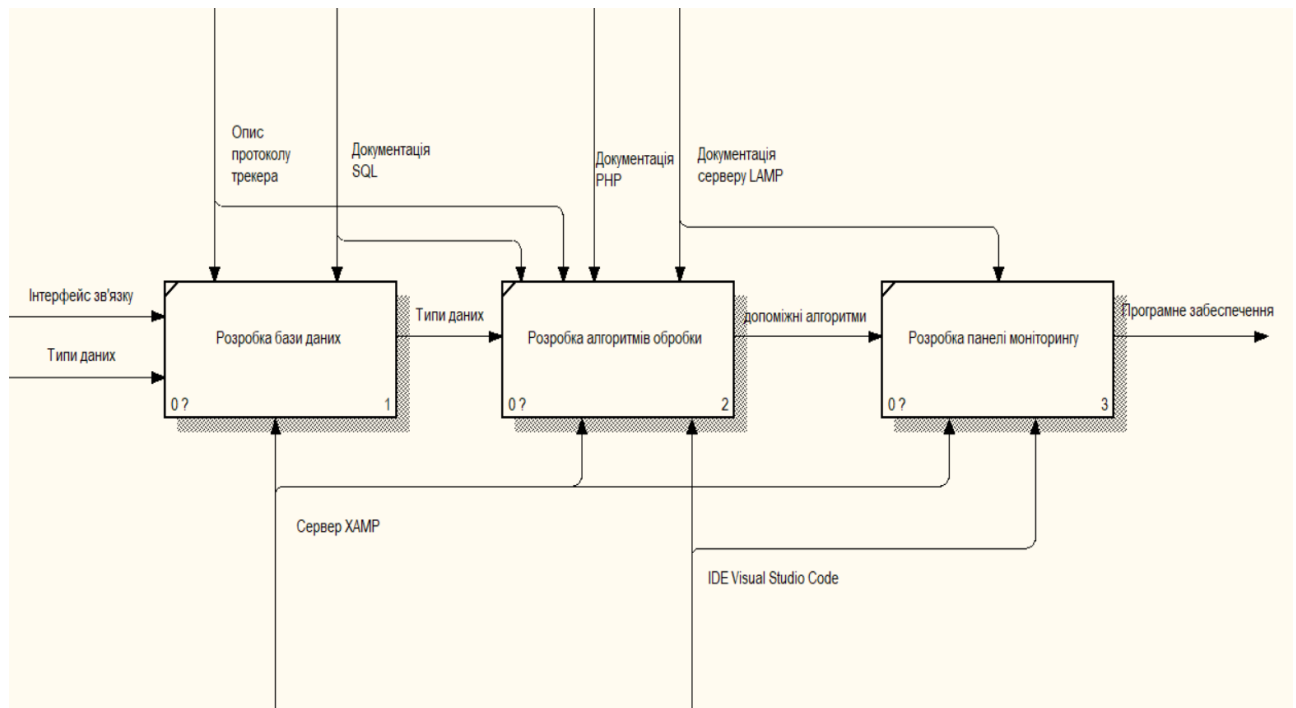 Опис
протоколу
трекера
Документація
SQL
Документація
PHP
Документація
серверу LAMP
Інтерфейс зв'язку
Типи даних
Розробка бази даних
0 ?
1
Типи даних
Розробка алгоритмів обробки
0 ?
2
допоміжні алгоритми
Розробка панелі моніторингу
0 ?
3
Програмне забеспечення
Сервер XAMP
IDE Visual Studio Code